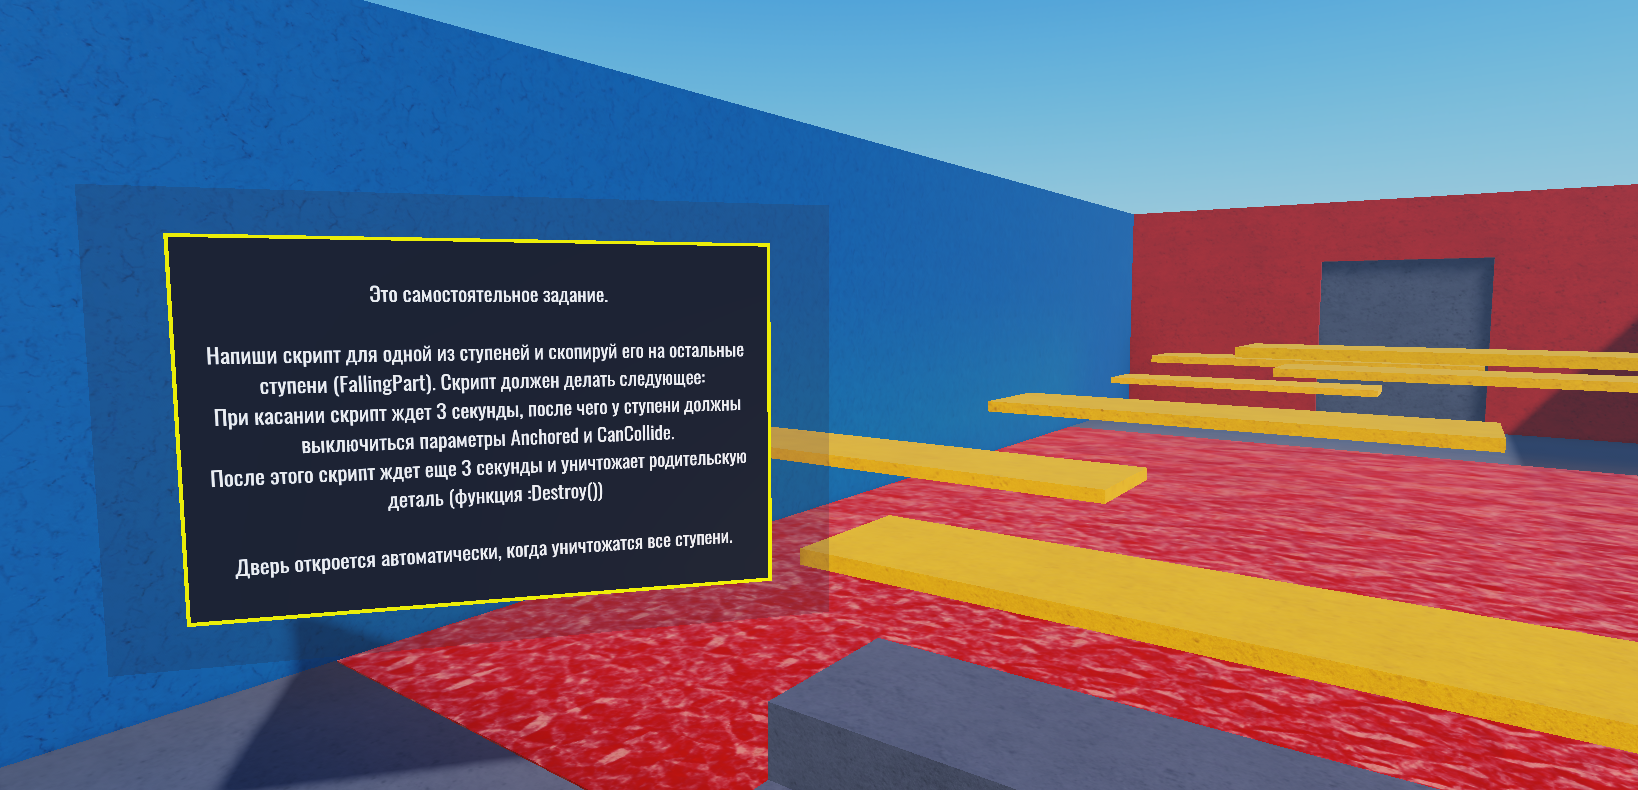 Это самостоятельное задание.
Напиши скрипт для одной из ступеней и скопируй его на остальные
ступени (FallingPart). Скрипт должен делать следующее:
При касании скрипт ждет 3 секунды, после чего у ступени должны
выключиться параметры Anchored и CanCollide.
После этого скрипт ждет еще 3 секунды и уничтожает родительскую
деталь (функция :Destroy())
Дверь откроется автоматически, когда уничтожатся все ступени.